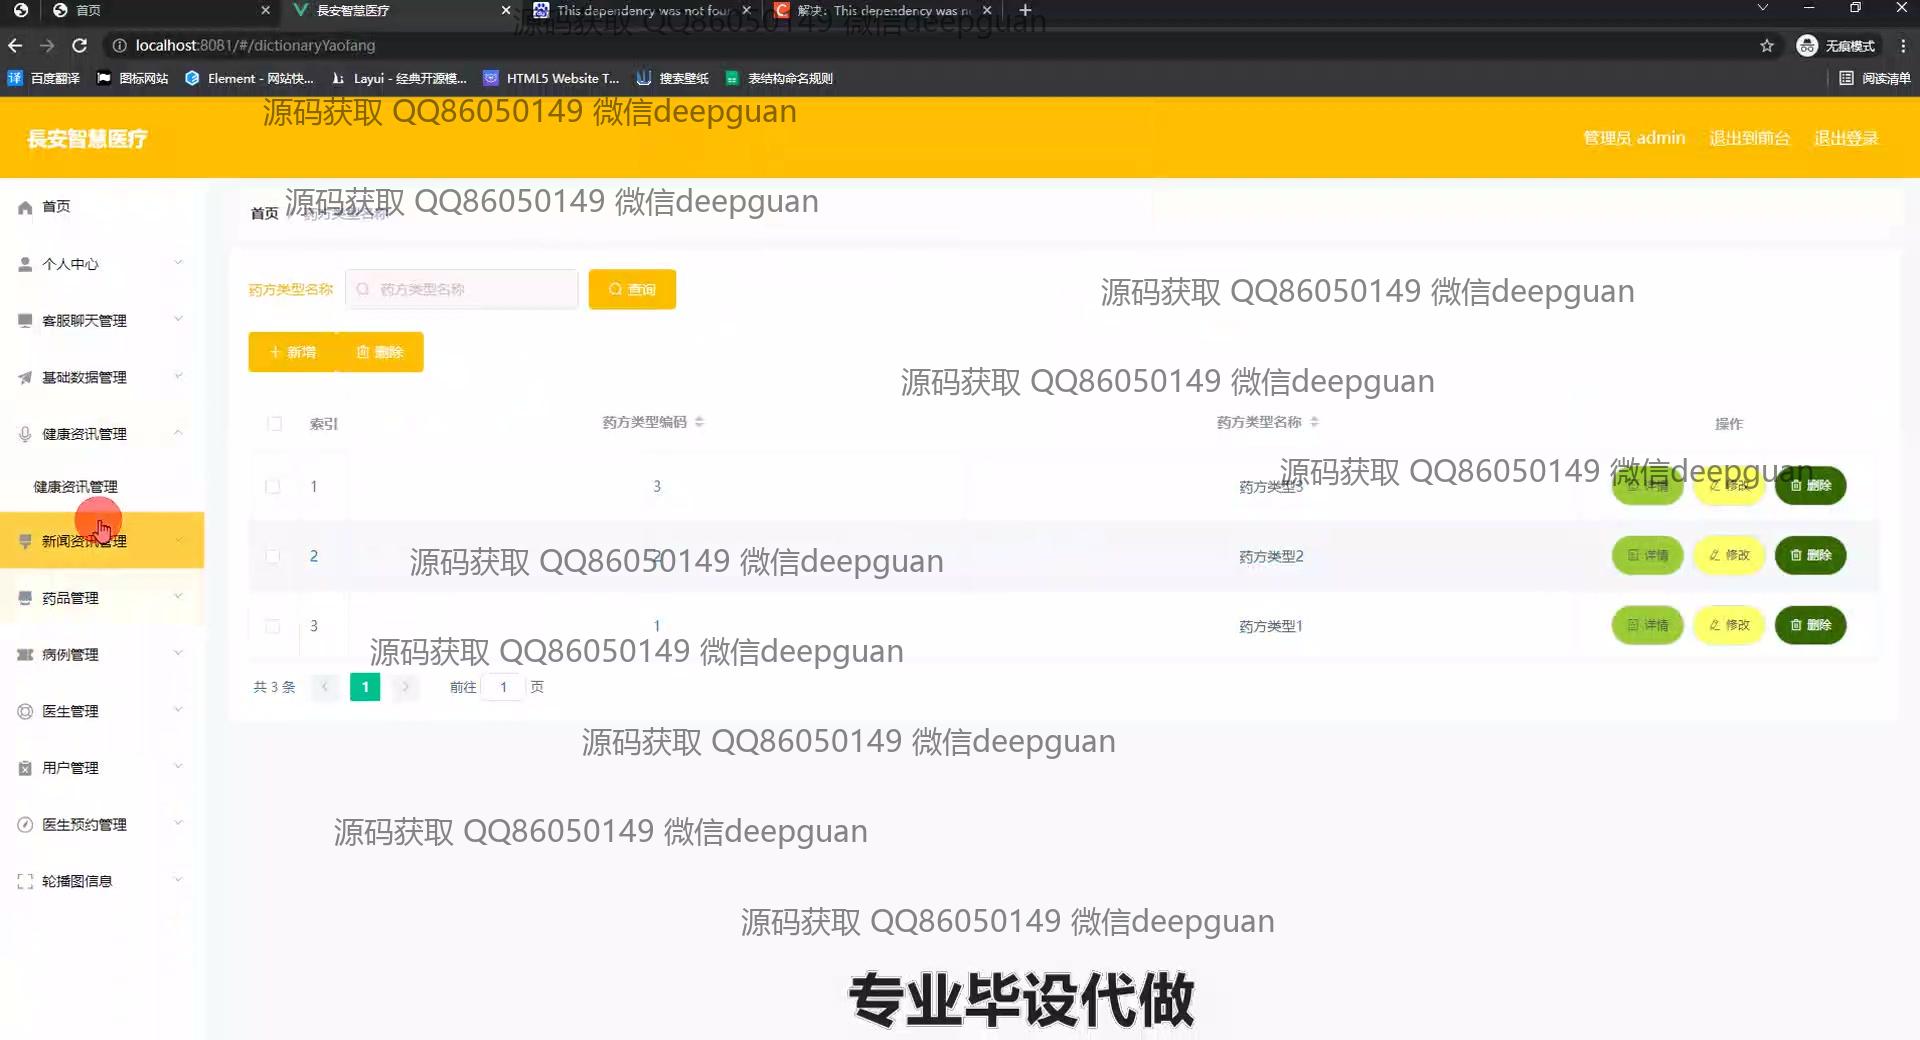 首页
長安智慧医疗
This dependency was not four
解决：This dependency was n
localhost:8081/#/dictionaryYaofang
无痕模式
百度翻译
图标网站
Element - 网站快...
Layui - 经典开源模...
HTML5 Website T...
搜索壁纸
表结构命名规则
阅读清单
源码获取 QQ86050149 微信deepguan
源码获取 QQ86050149 微信deepguan
長安智慧医疗
管理员 admin
退出到前台
退出登录
源码获取 QQ86050149 微信deepguan
首页
药方类型名称
首页
个人中心
客服聊天管理
基础数据管理
健康资讯管理
健康资讯管理
新闻资讯管理
药品管理
病例管理
医生管理
用户管理
医生预约管理
轮播图信息
药方类型名称
药方类型名称
查询
源码获取 QQ86050149 微信deepguan
新增
删除
源码获取 QQ86050149 微信deepguan
索引
药方类型编码
药方类型名称
操作
源码获取 QQ86050149 微信deepguan
1
3
药方类型3
详情
修改
删除
2
2
药方类型2
详情
修改
删除
源码获取 QQ86050149 微信deepguan
3
1
药方类型1
详情
修改
删除
源码获取 QQ86050149 微信deepguan
共 3 条
1
前往
1
页
源码获取 QQ86050149 微信deepguan
源码获取 QQ86050149 微信deepguan
源码获取 QQ86050149 微信deepguan
专业毕设代做